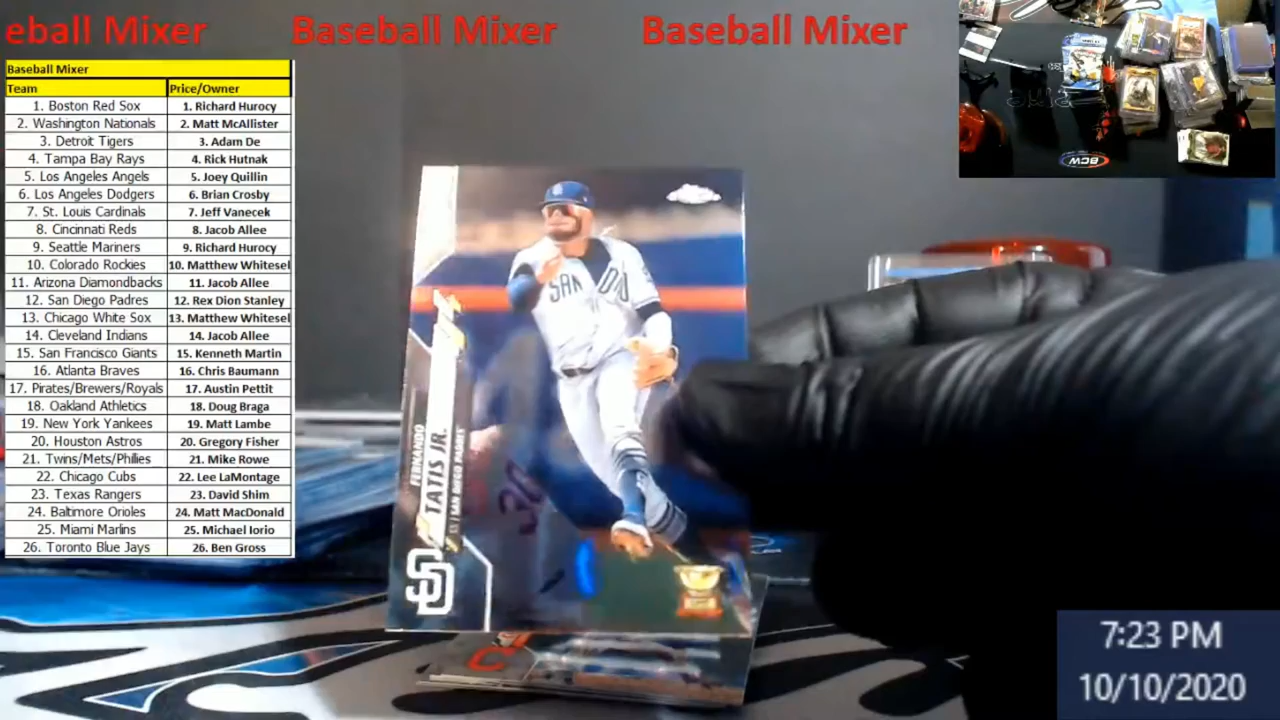 eball Mixer Baseball Mixer Baseball Mixer
Baseball Mixer
Team Price/Owner
1. Boston Red Sox 1. Richard Hurocy
2. Washington Nationals 2. Matt McAllister
3. Detroit Tigers 3. Adam De
4. Tampa Bay Rays 4. Rick Hutnak
5. Los Angeles Angels 5. Joey Quillin
6. Los Angeles Dodgers 6. Brian Crosby
7. St. Louis Cardinals 7. Jeff Vanecek
8. Cincinnati Reds 8. Jacob Allee
9. Seattle Mariners 9. Richard Hurocy
10. Colorado Rockies 10. Matthew Whitesel
11. Arizona Diamondbacks 11. Jacob Allee
12. San Diego Padres 12. Rex Dion Stanley
13. Chicago White Sox 13. Matthew Whitesel
14. Cleveland Indians 14. Jacob Allee
15. San Francisco Giants 15. Kenneth Martin
16. Atlanta Braves 16. Chris Baumann
17. Pirates/Brewers/Royals 17. Austin Pettit
18. Oakland Athletics 18. Doug Braga
19. New York Yankees 19. Matt Lambe
20. Houston Astros 20. Gregory Fisher
21. Twins/Mets/Phillies 21. Mike Rowe
22. Chicago Cubs 22. Lee LaMontage
23. Texas Rangers 23. David Shim
24. Baltimore Orioles 24. Matt MacDonald
25. Miami Marlins 25. Michael Iorio
26. Toronto Blue Jays 26. Ben Gross
BCW
FERNANDO
TATIS JR.
SS | SAN DIEGO PADRES
SD
7:23 PM
10/10/2020